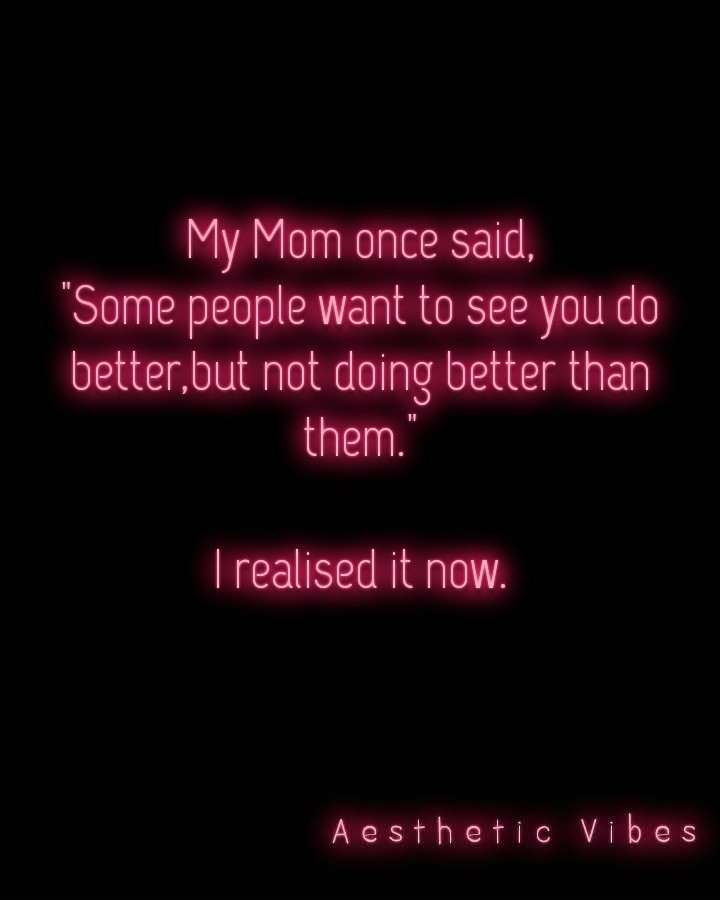 My Mom once said,
"Some people want to see you do
better,but not doing better than
them."
I realised it now.
Aesthetic Vibes